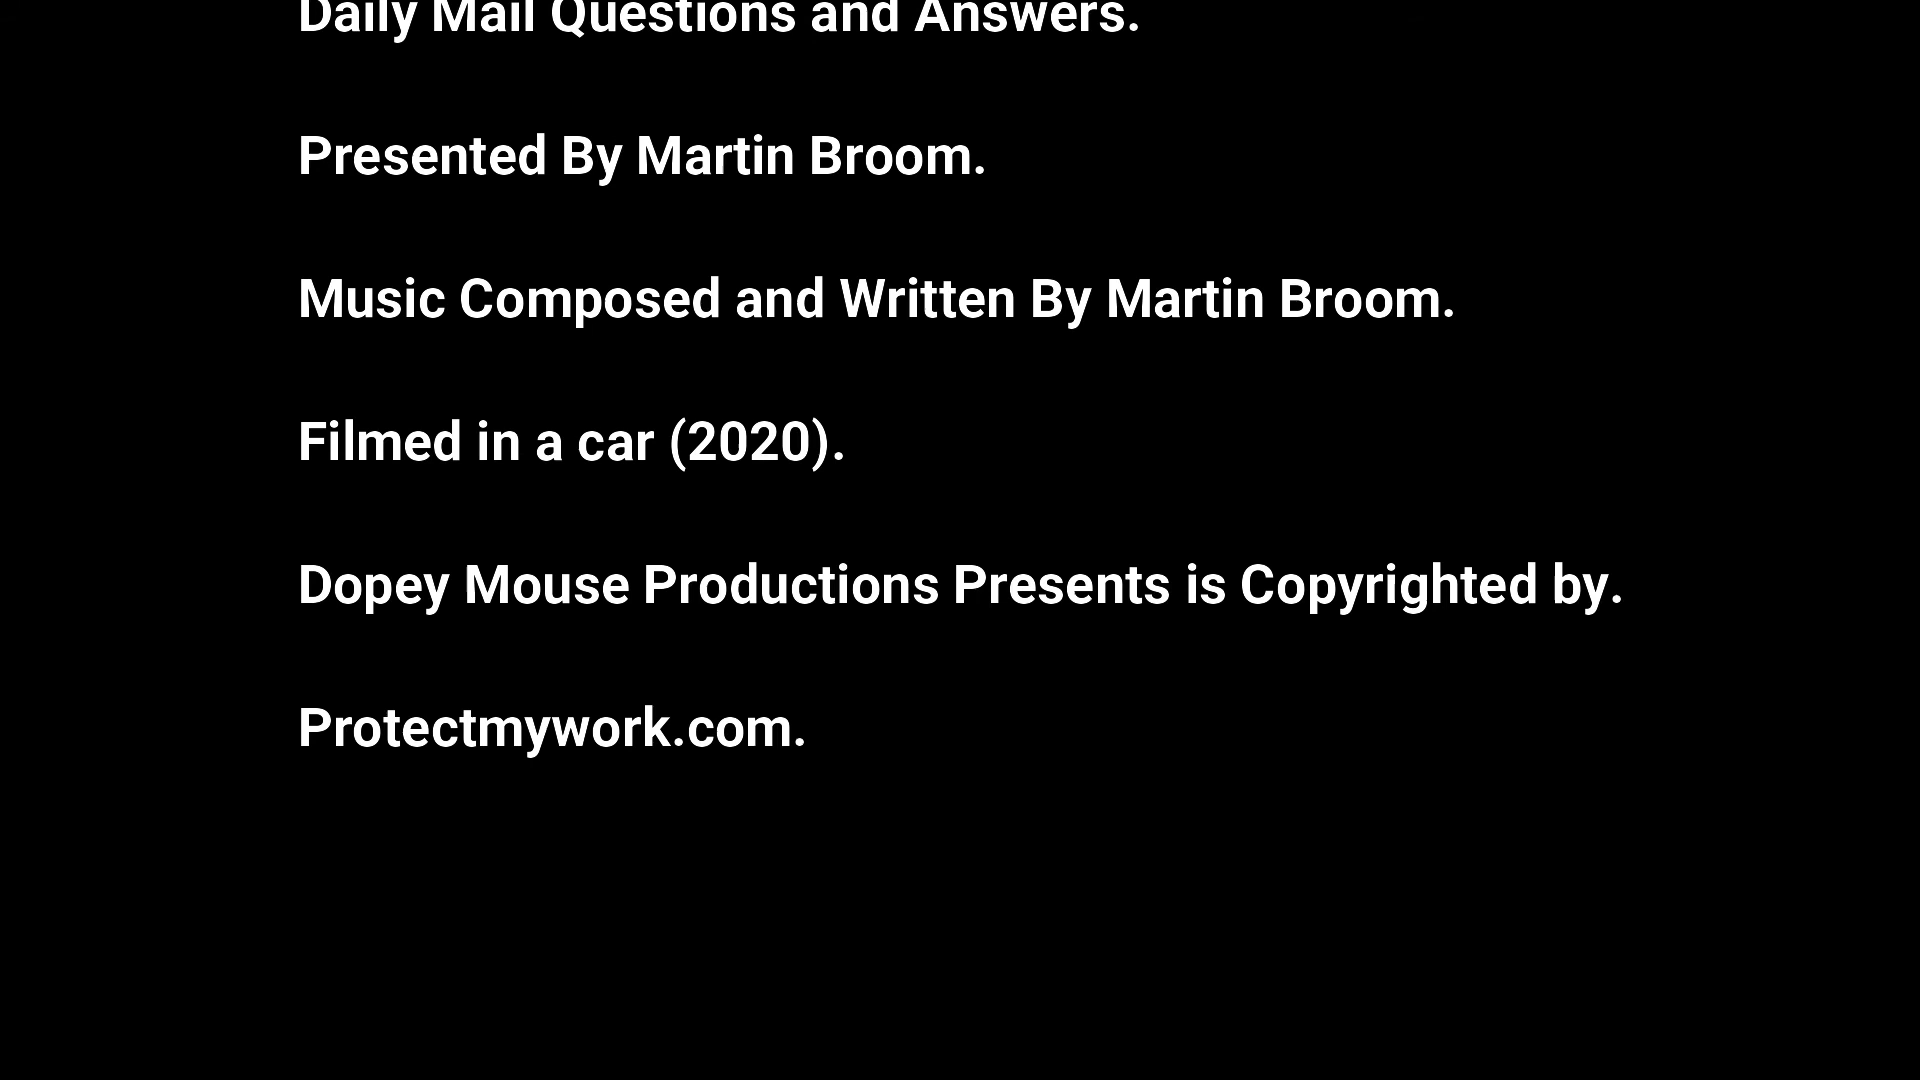 Daily Mail Questions and Answers.
Presented By Martin Broom.
Music Composed and Written By Martin Broom.
Filmed in a car (2020).
Dopey Mouse Productions Presents is Copyrighted by.
Protectmywork.com.